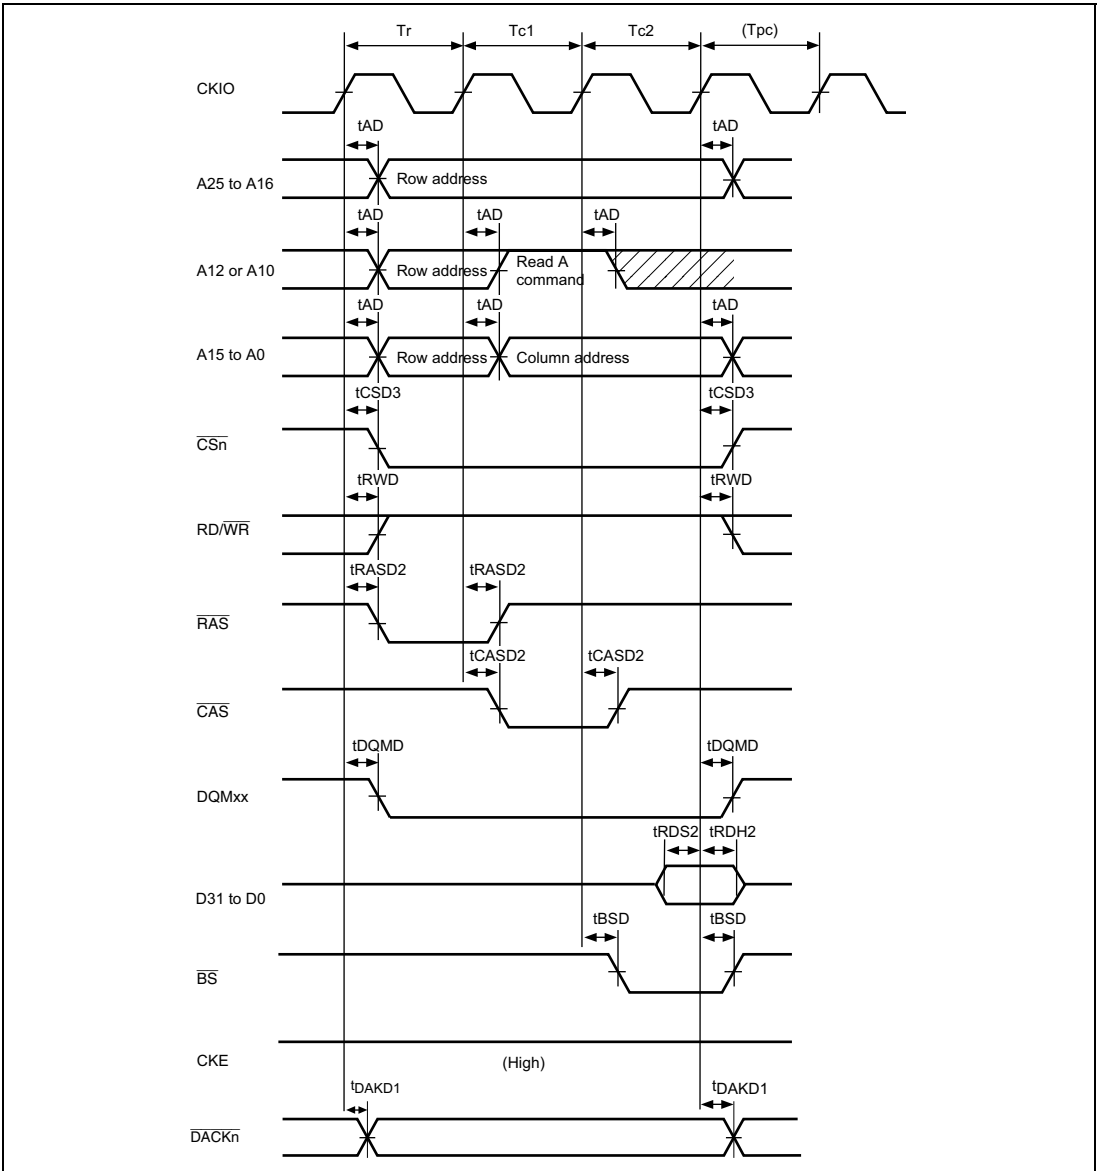 Tr Tc1 Tc2 (Tpc)
CKIO
tAD tAD
A25 to A16 Row address
tAD tAD tAD
A12 or A10 Row address Read A command
tAD tAD tAD
A15 to A0 Row address Column address
tCSD3 tCSD3
CSn
tRWD tRWD
RD/WR
tRASD2 tRASD2
RAS
tCASD2 tCASD2
CAS
tDQMD tDQMD
DQMxx
tRDS2 tRDH2
D31 to D0
tBSD tBSD
BS
CKE (High)
tDAKD1 tDAKD1
DACKn